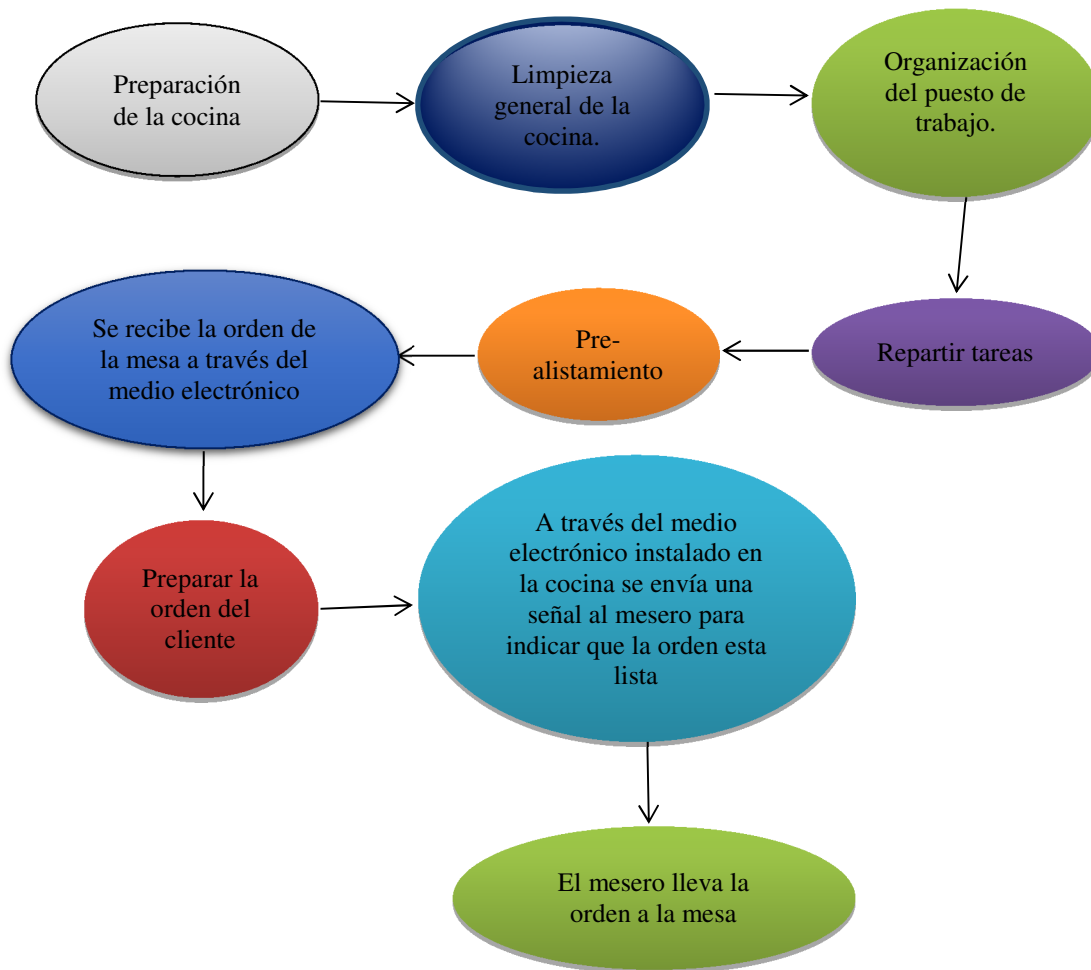 Preparación
de la cocina
Limpieza
general de la
cocina.
Organización
del puesto de
trabajo.
Repartir tareas
Pre-
alistamiento
Se recibe la orden de
la mesa a través del
medio electrónico
Preparar la
orden del
cliente
A través del medio
electrónico instalado en
la cocina se envía una
señal al mesero para
indicar que la orden esta
lista
El mesero lleva la
orden a la mesa